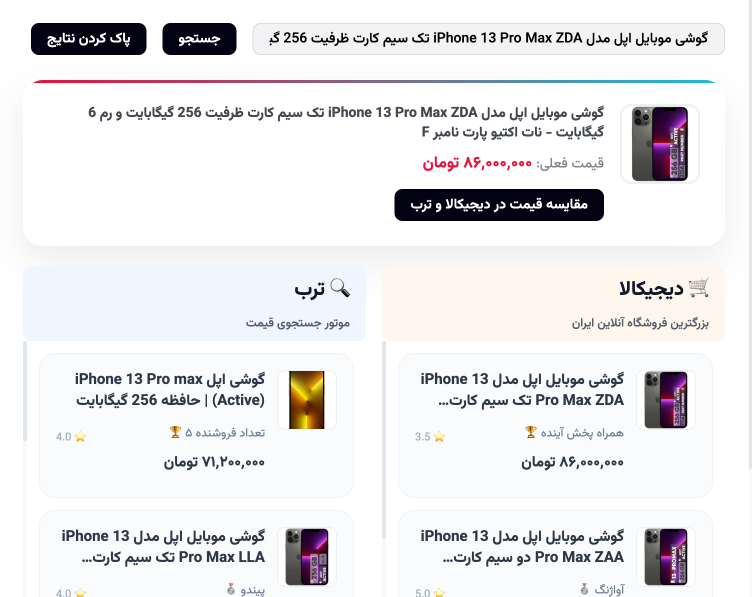 گوشی موبایل اپل مدل iPhone 13 Pro Max ZDA تک سیم کارت ظرفیت 256 گی
جستجو
پاک کردن نتایج
گوشی موبایل اپل مدل iPhone 13 Pro Max ZDA تک سیم کارت ظرفیت 256 گیگابایت و رم 6
گیگابایت - نات اکتیو پارت نامبر F
قیمت فعلی: ۸۶,۰۰۰,۰۰۰ تومان
مقایسه قیمت در دیجیکالا و ترب
دیجیکالا
بزرگترین فروشگاه آنلاین ایران
گوشی موبایل اپل مدل iPhone 13
Pro Max ZDA تک سیم کارت...
همراه پخش آینده
3.5
۸۶,۰۰۰,۰۰۰ تومان
گوشی موبایل اپل مدل iPhone 13
Pro Max ZAA دو سیم کارت...
آواژنگ
5.0
ترب
موتور جستجوی قیمت
گوشی اپل iPhone 13 Pro max
(Active) | حافظه 256 گیگابایت
تعداد فروشنده ۵
4.0
۷۱,۲۰۰,۰۰۰ تومان
گوشی موبایل اپل مدل iPhone 13
Pro Max LLA تک سیم کارت...
پیندو
4.0